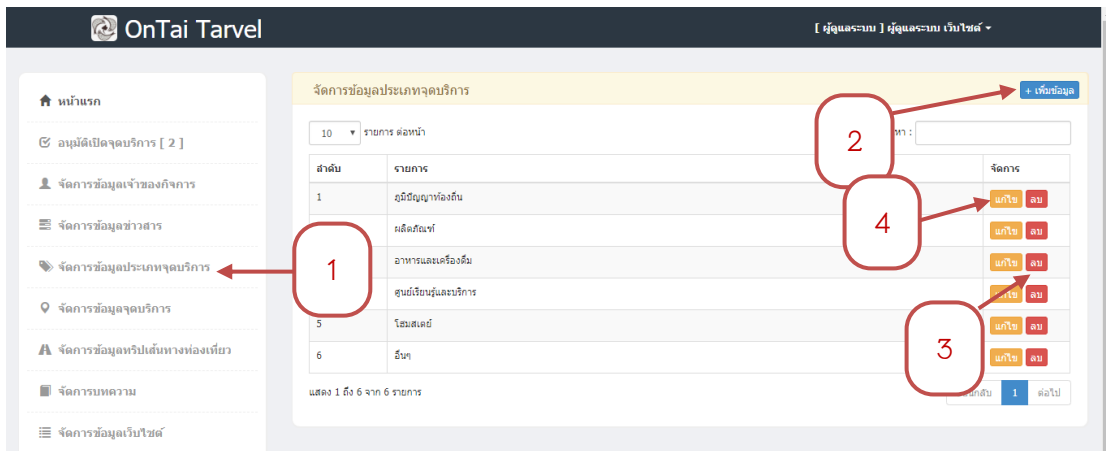 OnTai Tarvel
[ ผู้ดูแลระบบ ] ผู้ดูแลระบบ เว็บไซต์
หน้าแรก
อนุมัติเปิดจุดบริการ [ 2 ]
จัดการข้อมูลเจ้าของกิจการ
จัดการข้อมูลข่าวสาร
จัดการข้อมูลประเภทจุดบริการ
จัดการข้อมูลจุดบริการ
จัดการข้อมูลทริปเส้นทางท่องเที่ยว
จัดการบทความ
จัดการข้อมูลเว็บไซต์
จัดการข้อมูลประเภทจุดบริการ
+ เพิ่มข้อมูล
10 รายการ ต่อหน้า
ลำดับ รายการ จัดการ
1 ภูมิปัญญาท้องถิ่น แก้ไข ลบ
ผลิตภัณฑ์ แก้ไข ลบ
อาหารและเครื่องดื่ม แก้ไข ลบ
ศูนย์เรียนรู้และบริการ แก้ไข ลบ
5 โฮมสเตย์ แก้ไข ลบ
6 อื่นๆ แก้ไข ลบ
แสดง 1 ถึง 6 จาก 6 รายการ
1 ต่อไป
1
2
4
3